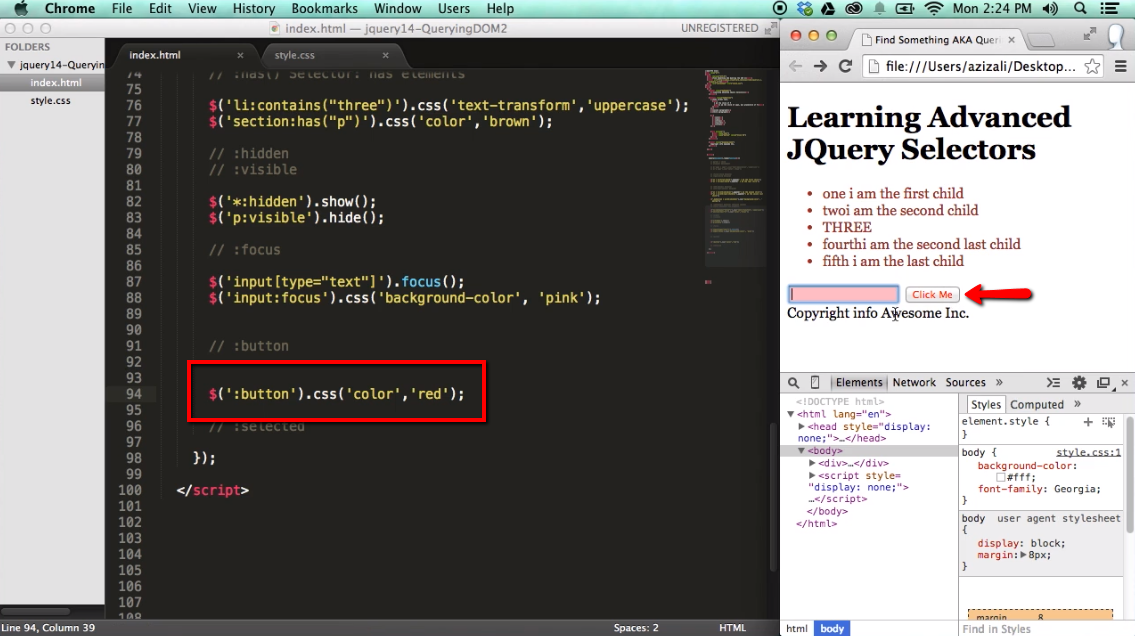 Chrome File Edit View History Bookmarks Window Users Help Mon 2:24 PM
index.html — jquery14-QueryingDOM2 UNREGISTERED
FOLDERS
jquery14-Queryin
index.html
style.css
index.html × style.css ×
74 // :has() Selector: has elements
75
76 $('li:contains("three")').css('text-transform','uppercase');
77 $('section:has("p")').css('color','brown');
78
79 // :hidden
80 // :visible
81
82 $('*:hidden').show();
83 $('p:visible').hide();
84
85 // :focus
86
87 $('input[type="text"]').focus();
88 $('input:focus').css('background-color', 'pink');
89
90
91 // :button
92
93
94 $(':button').css('color','red');
95
96 // :selected
97
98 });
99
100 </script>
101
102
103
104
105
106
107
108
Line 94, Column 39 Spaces: 2 HTML
Find Something AKA Queri ×
file:///Users/azizali/Desktop...
Learning Advanced
JQuery Selectors
• one i am the first child
• twoi am the second child
• THREE
• fourthi am the second last child
• fifth i am the last child
Click Me
Copyright info Awesome Inc.
Elements Network Sources »
<!DOCTYPE html>
<html lang="en">
<head style="display:
none;">…</head>
<body>
<div>…</div>
<script style=
"display: none;">
…</script>
</body>
</html>
html body
Styles Computed »
element.style {
}
body { style.css:1
background-color:
#fff;
font-family: Georgia;
}
body user agent stylesheet
{
display: block;
margin: 8px;
}
margin 8
Find in Styles